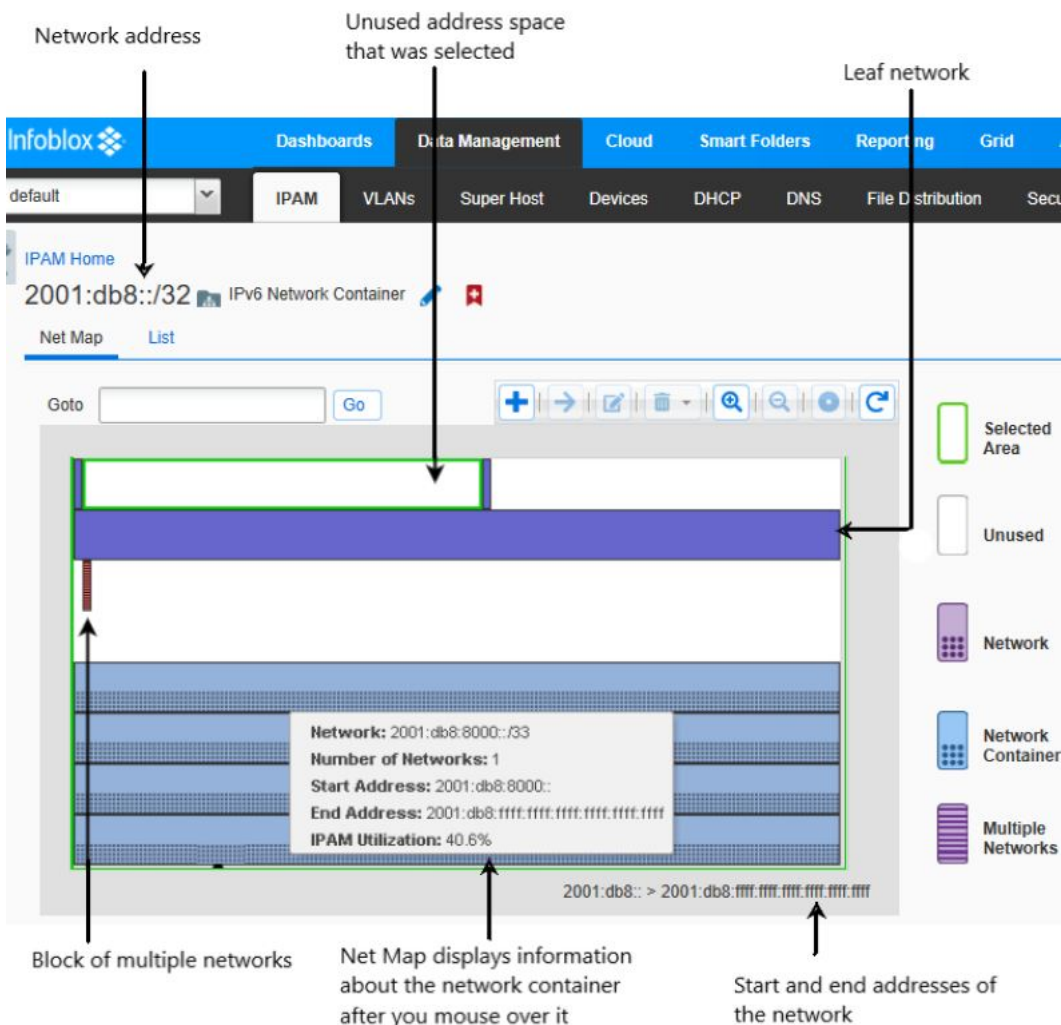 Network address
Unused address space
that was selected
Leaf network
Infoblox
Dashboards Data Management Cloud Smart Folders Reporting Grid
default
IPAM VLANs Super Host Devices DHCP DNS File Distribution Secu
IPAM Home
2001:db8::/32 IPv6 Network Container
Net Map List
Goto Go
Selected
Area
Unused
Network
Network
Container
Multiple
Networks
Network: 2001:db8:8000::/33
Number of Networks: 1
Start Address: 2001:db8:8000::
End Address: 2001:db8:ffff:ffff:ffff:ffff:ffff:ffff
IPAM Utilization: 40.6%
2001:db8:: > 2001:db8:ffff:ffff:ffff:ffff:ffff:ffff
Block of multiple networks
Net Map displays information
about the network container
after you mouse over it
Start and end addresses of
the network